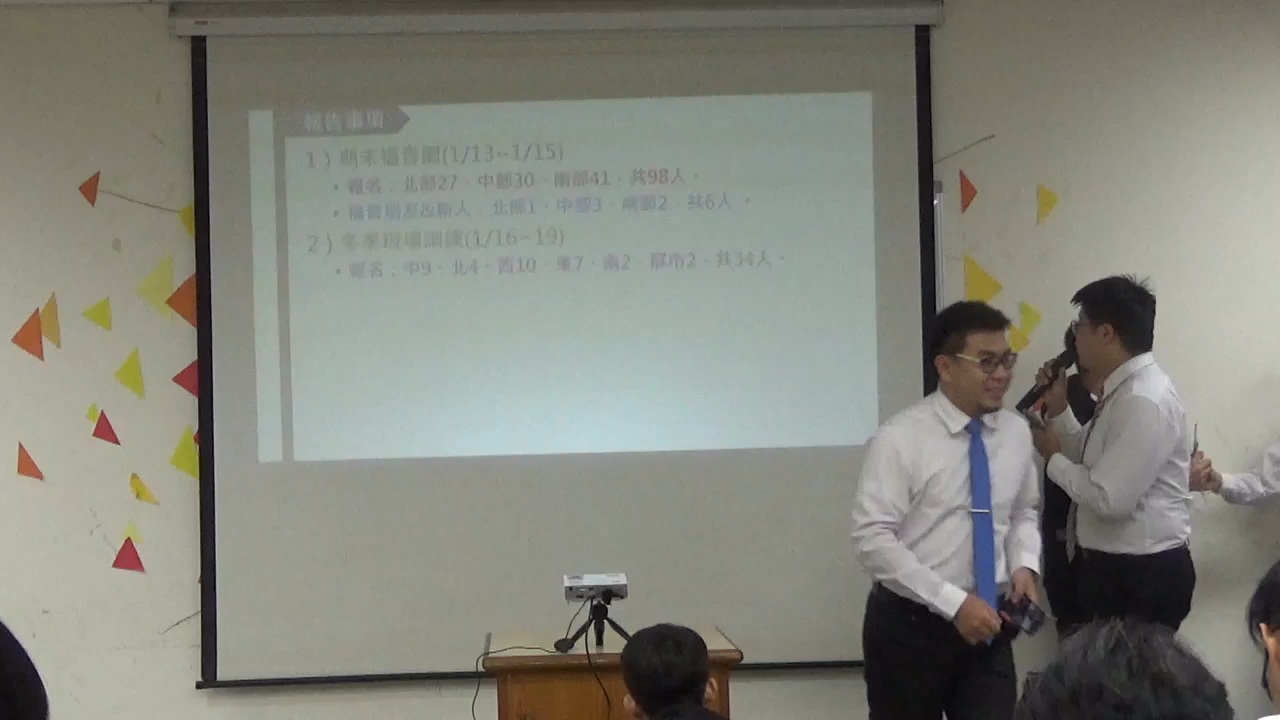 報告事項
1）期末福音開(1/13~1/15)
• 報名：北部27、中部30、南部41，共98人。
• 福音朋友&新人：北部1、中部3、南部2，共6人。
2）冬季現場訓練(1/16~19)
• 報名：中9、北4、西10、東7、南2、屏市2，共34人。